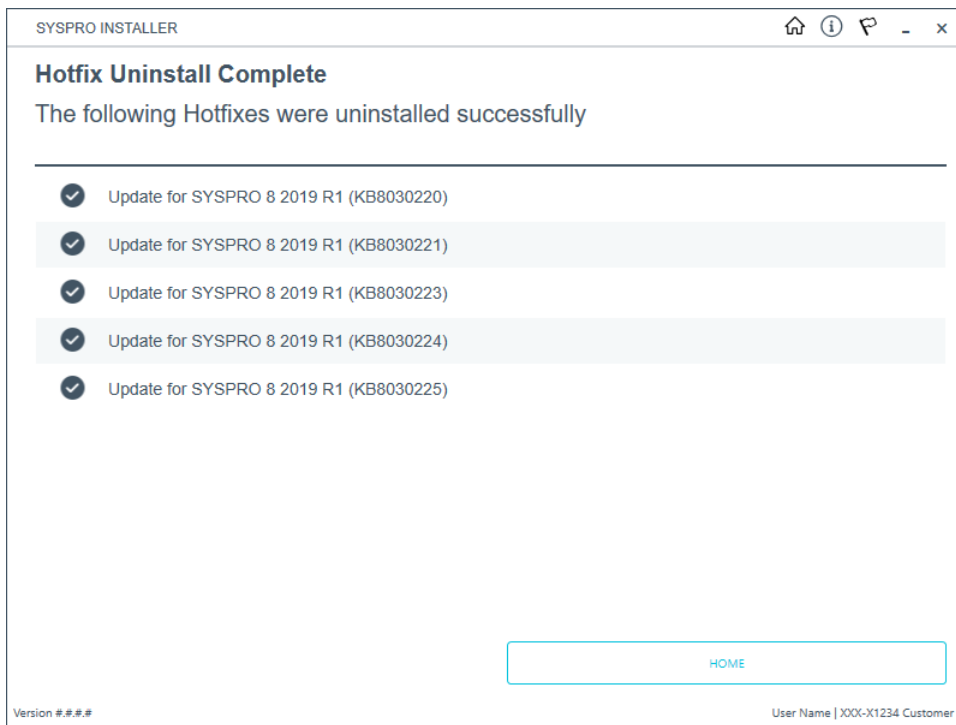 SYSPRO INSTALLER
Hotfix Uninstall Complete
The following Hotfixes were uninstalled successfully
Update for SYSPRO 8 2019 R1 (KB8030220)
Update for SYSPRO 8 2019 R1 (KB8030221)
Update for SYSPRO 8 2019 R1 (KB8030223)
Update for SYSPRO 8 2019 R1 (KB8030224)
Update for SYSPRO 8 2019 R1 (KB8030225)
HOME
Version #.#.#.#
User Name | XXX-X1234 Customer